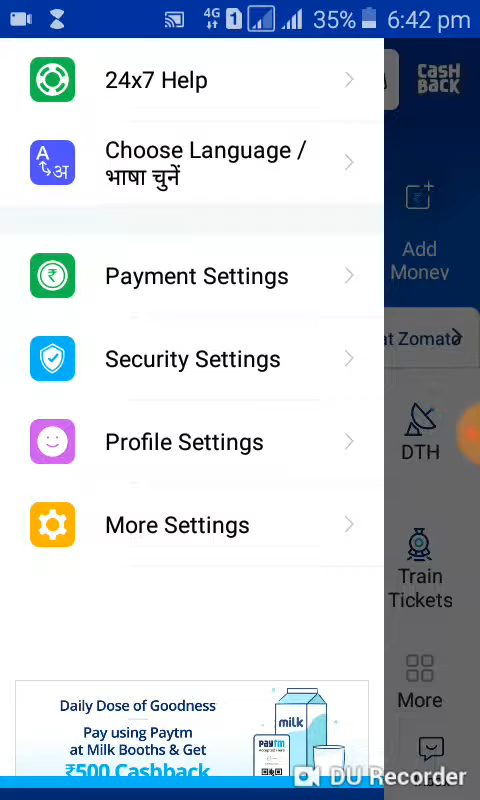 4G 1 35% 6:42 pm
24x7 Help
CASH
BACK
Choose Language /
भाषा चुनें
Add
Money
Payment Settings
at Zomato
Security Settings
DTH
Profile Settings
More Settings
Train
Tickets
More
Daily Dose of Goodness
Pay using Paytm
at Milk Booths & Get
₹500 Cashback
milk
paytm
DU Recorder